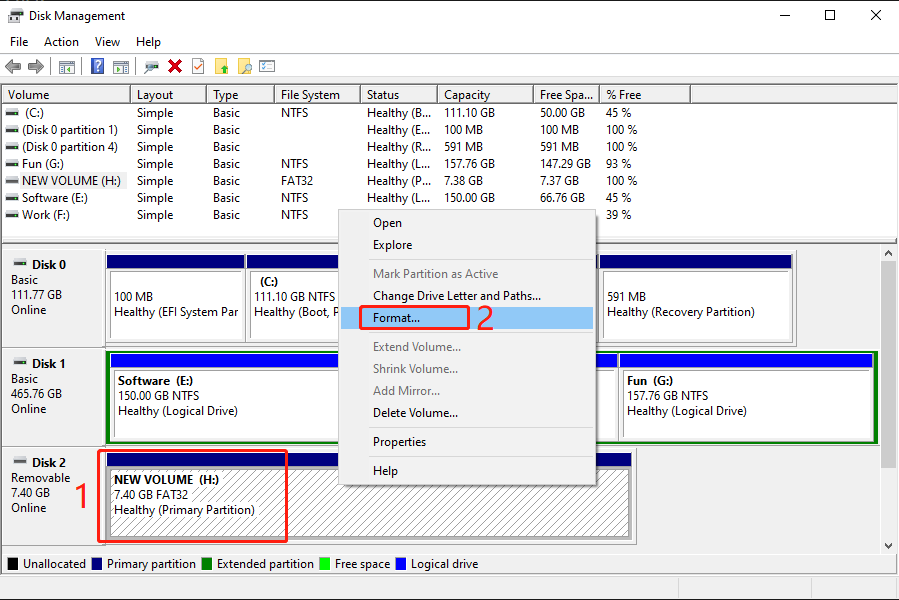 Disk Management
File Action View Help
Volume Layout Type File System Status Capacity Free Spa... % Free
(C:) Simple Basic NTFS Healthy (B... 111.10 GB 50.00 GB 45 %
(Disk 0 partition 1) Simple Basic Healthy (E... 100 MB 100 MB 100 %
(Disk 0 partition 4) Simple Basic Healthy (R... 591 MB 591 MB 100 %
Fun (G:) Simple Basic NTFS Healthy (L... 157.76 GB 147.29 GB 93 %
NEW VOLUME (H:) Simple Basic FAT32 Healthy (P... 7.38 GB 7.37 GB 100 %
Software (E:) Simple Basic NTFS Healthy (L... 150.00 GB 66.76 GB 45 %
Work (F:) Simple Basic NTFS 39 %
Open
Explore
Mark Partition as Active
Change Drive Letter and Paths...
Format... 2
Extend Volume...
Shrink Volume...
Add Mirror...
Delete Volume...
Properties
Help
Disk 0
Basic
111.77 GB
Online
100 MB
Healthy (EFI System Par
(C:)
111.10 GB NTFS
Healthy (Boot, P
591 MB
Healthy (Recovery Partition)
Disk 1
Basic
465.76 GB
Online
Software (E:)
150.00 GB NTFS
Healthy (Logical Drive)
Fun (G:)
157.76 GB NTFS
Healthy (Logical Drive)
Disk 2
Removable
7.40 GB
Online
1
NEW VOLUME (H:)
7.40 GB FAT32
Healthy (Primary Partition)
Unallocated Primary partition Extended partition Free space Logical drive